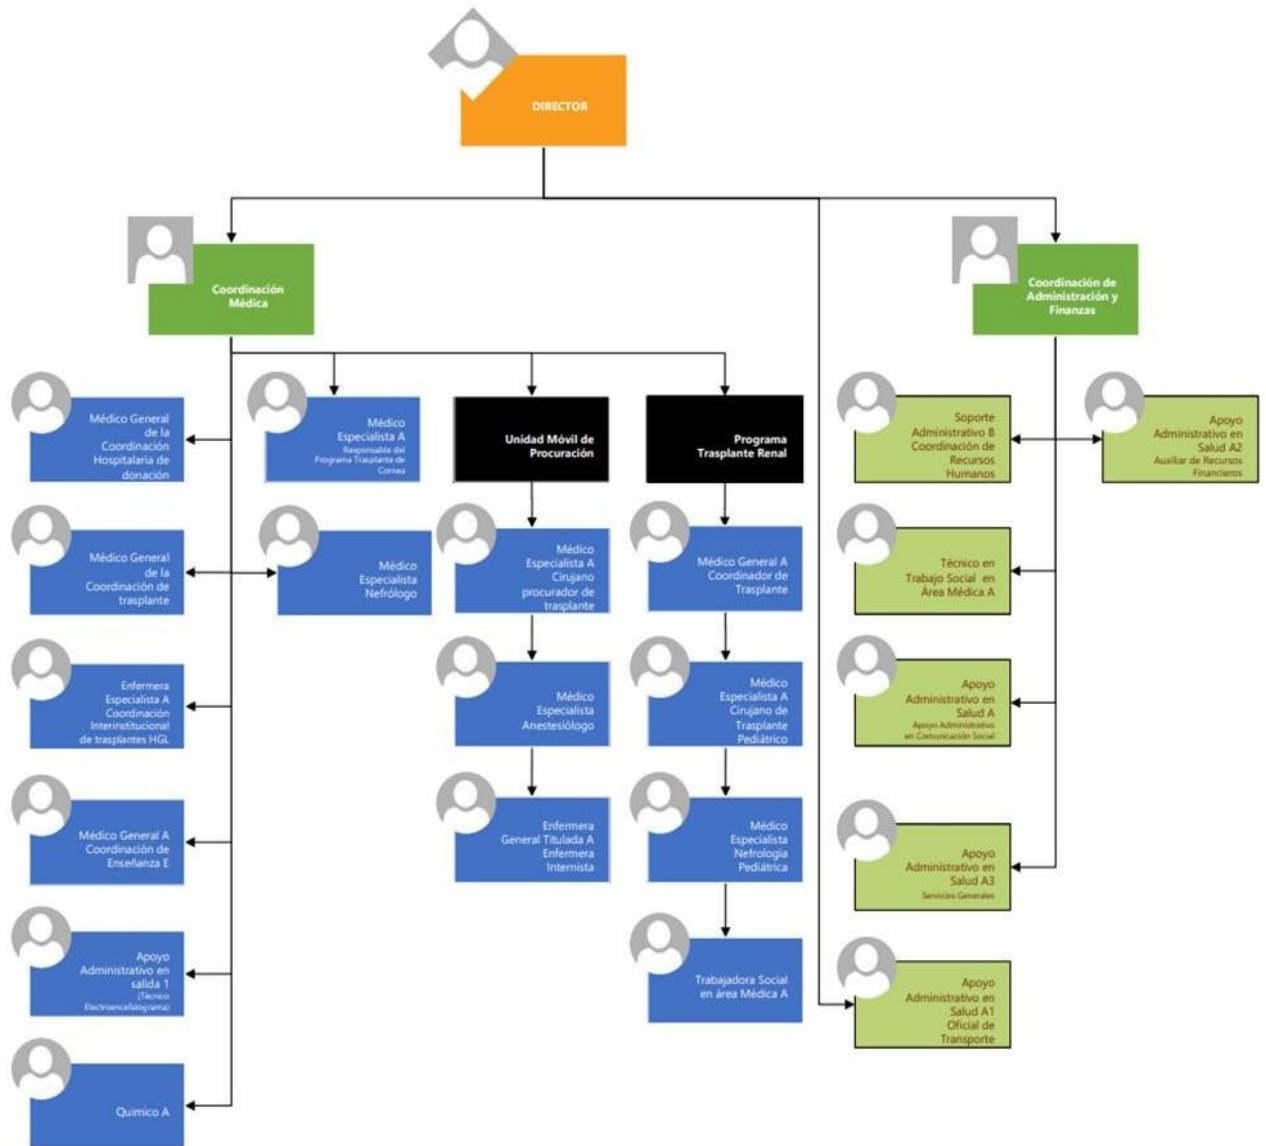 DIRECTOR
Coordinación
Médica
Coordinación de
Administración y
Finanzas
Médico General
de la
Coordinación
Hospitalaria de
donación
Médico
Especialista A
Responsable del
Programa Trasplante de
Cornea
Unidad Móvil de
Procuración
Programa
Trasplante Renal
Soporte
Administrativo B
Coordinación de
Recursos
Humanos
Apoyo
Administrativo en
Salud A2
Auxiliar de Recursos
Financieros
Médico General
de la
Coordinación de
trasplante
Médico
Especialista
Nefrólogo
Médico
Especialista A
Cirujano
procurador de
trasplante
Médico General A
Coordinador de
Trasplante
Técnico en
Trabajo Social en
Área Médica A
Enfermera
Especialista A
Coordinación
Interinstitucional
de trasplantes HGL
Médico
Especialista
Anestesiólogo
Médico
Especialista A
Cirujano de
Trasplante
Pediátrico
Apoyo
Administrativo en
Salud A
Apoyo Administrativo
en Comunicación Social
Médico General A
Coordinación de
Enseñanza E
Enfermera
General Titulada A
Enfermera
Internista
Médico
Especialista
Nefrología
Pediátrica
Apoyo
Administrativo en
Salud A3
Servicios Generales
Apoyo
Administrativo en
salida 1
(Técnico
Electroencefalograma)
Trabajadora Social
en área Médica A
Apoyo
Administrativo en
Salud A1
Oficial de
Transporte
Quimico A